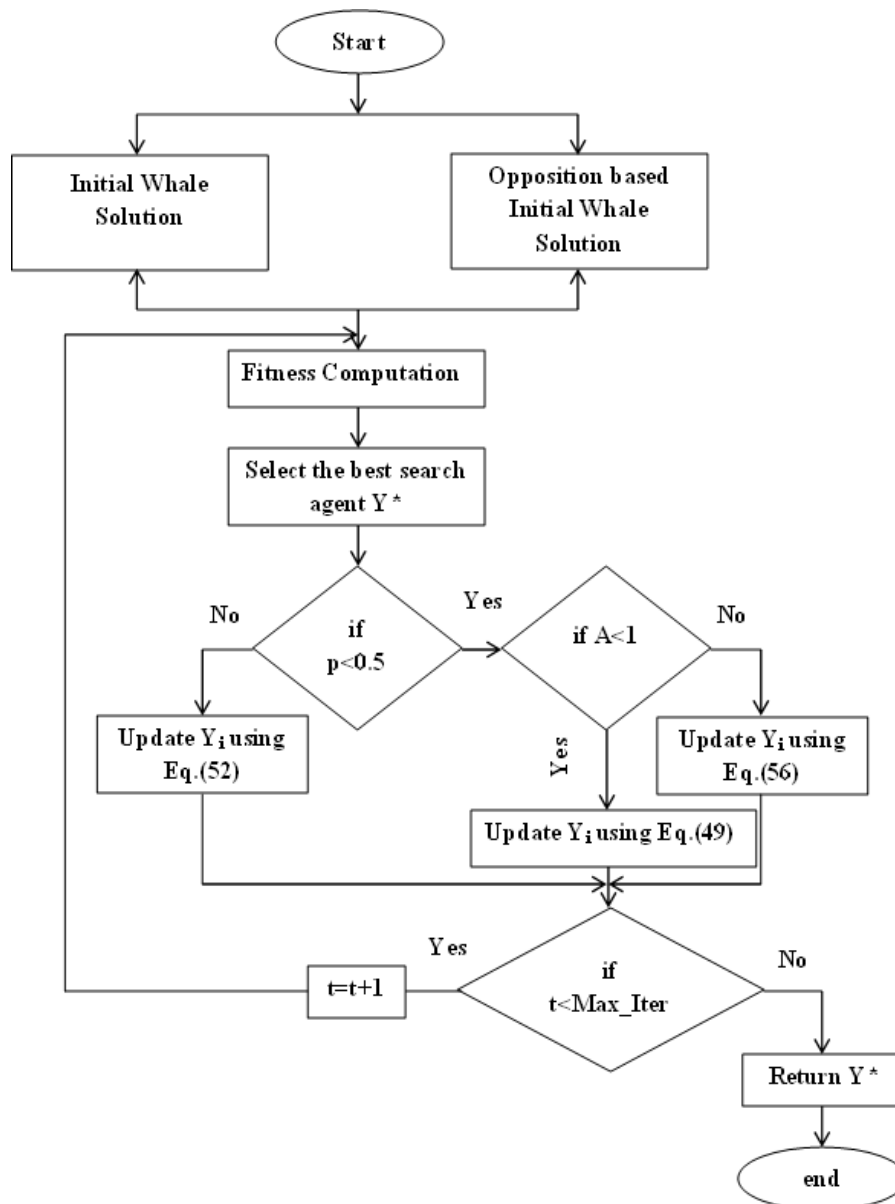 Start
Initial Whale
Solution
Opposition based
Initial Whale
Solution
Fitness Computation
Select the best search
agent Y*
No
if
p<0.5
Yes
if A<1
No
Update Yi using
Eq.(52)
Yes
Update Yi using
Eq.(56)
Update Yi using Eq.(49)
Yes
t=t+1
if
t<Max_Iter
No
Return Y*
end